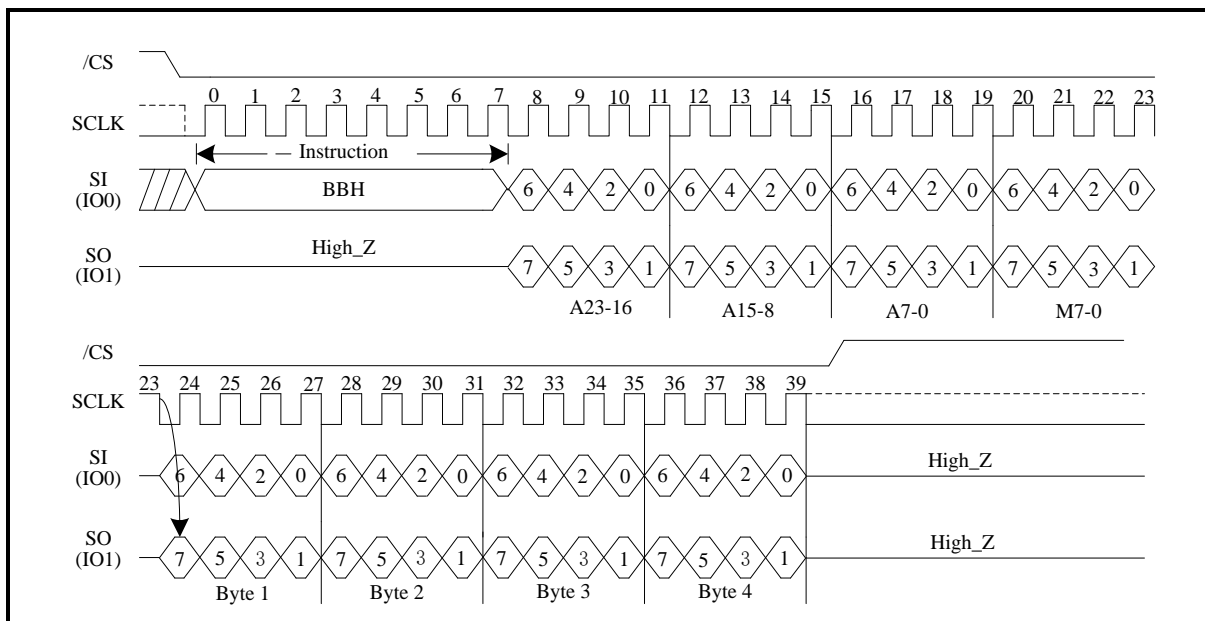 /CS
0 1 2 3 4 5 6 7 8 9 10 11 12 13 14 15 16 17 18 19 20 21 22 23
SCLK
Instruction
SI
(IO0)
BBH
6 4 2 0 6 4 2 0 6 4 2 0 6 4 2 0
SO
(IO1)
High_Z
7 5 3 1 7 5 3 1 7 5 3 1 7 5 3 1
A23-16 A15-8 A7-0 M7-0
/CS
23 24 25 26 27 28 29 30 31 32 33 34 35 36 37 38 39
SCLK
SI
(IO0)
6 4 2 0 6 4 2 0 6 4 2 0 6 4 2 0
High_Z
SO
(IO1)
7 5 3 1 7 5 3 1 7 5 3 1 7 5 3 1
High_Z
Byte 1 Byte 2 Byte 3 Byte 4